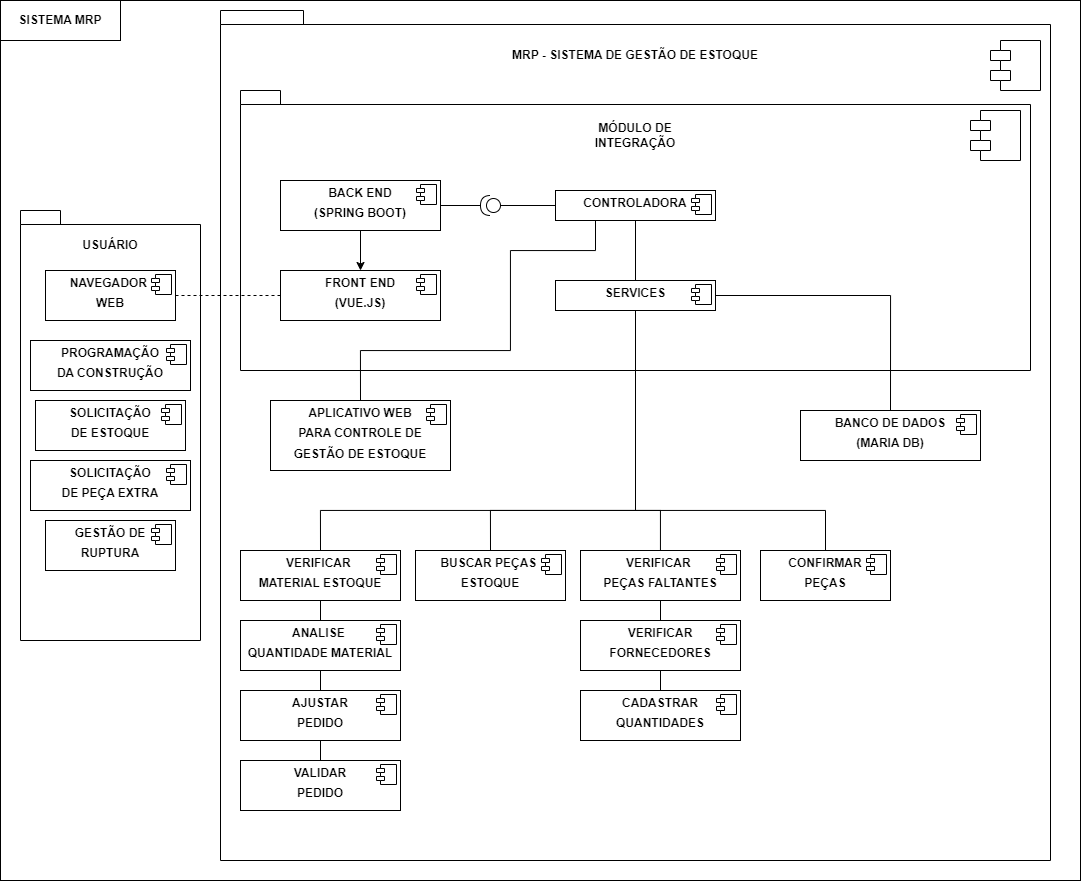 SISTEMA MRP
MRP - SISTEMA DE GESTÃO DE ESTOQUE
MÓDULO DE
INTEGRAÇÃO
BACK END
(SPRING BOOT)
CONTROLADORA
USUÁRIO
NAVEGADOR
WEB
FRONT END
(VUE.JS)
SERVICES
PROGRAMAÇÃO
DA CONSTRUÇÃO
SOLICITAÇÃO
DE ESTOQUE
SOLICITAÇÃO
DE PEÇA EXTRA
GESTÃO DE
RUPTURA
APLICATIVO WEB
PARA CONTROLE DE
GESTÃO DE ESTOQUE
BANCO DE DADOS
(MARIA DB)
VERIFICAR
MATERIAL ESTOQUE
BUSCAR PEÇAS
ESTOQUE
VERIFICAR
PEÇAS FALTANTES
CONFIRMAR
PEÇAS
ANALISE
QUANTIDADE MATERIAL
VERIFICAR
FORNECEDORES
AJUSTAR
PEDIDO
CADASTRAR
QUANTIDADES
VALIDAR
PEDIDO